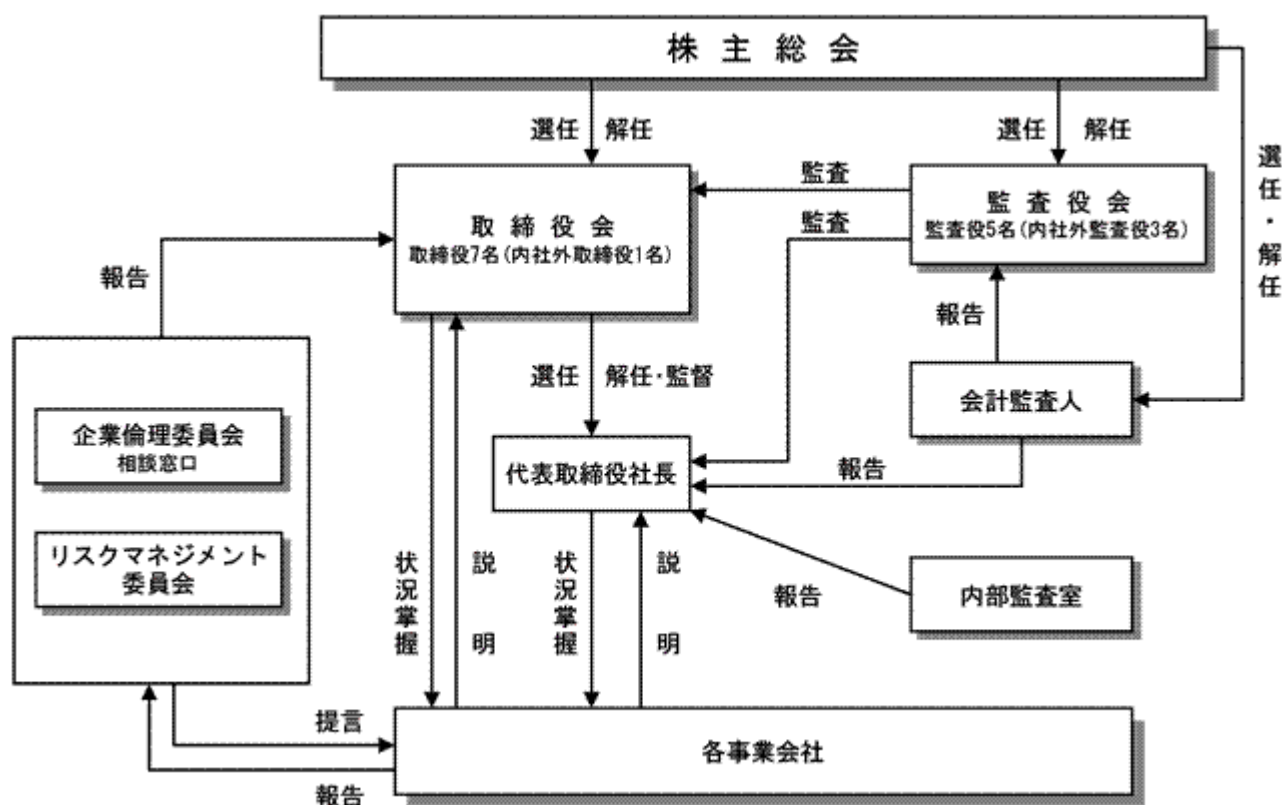 株主総会
選任 解任
選任 解任
選任・解任
監査
取締役会
取締役7名(内社外取締役1名)
監査役会
監査役5名(内社外監査役3名)
監査
報告
報告
選任 解任・監督
会計監査人
企業倫理委員会
相談窓口
代表取締役社長
報告
リスクマネジメント
委員会
状況掌握
説明
状況掌握
説明
報告
内部監査室
提言
各事業会社
報告